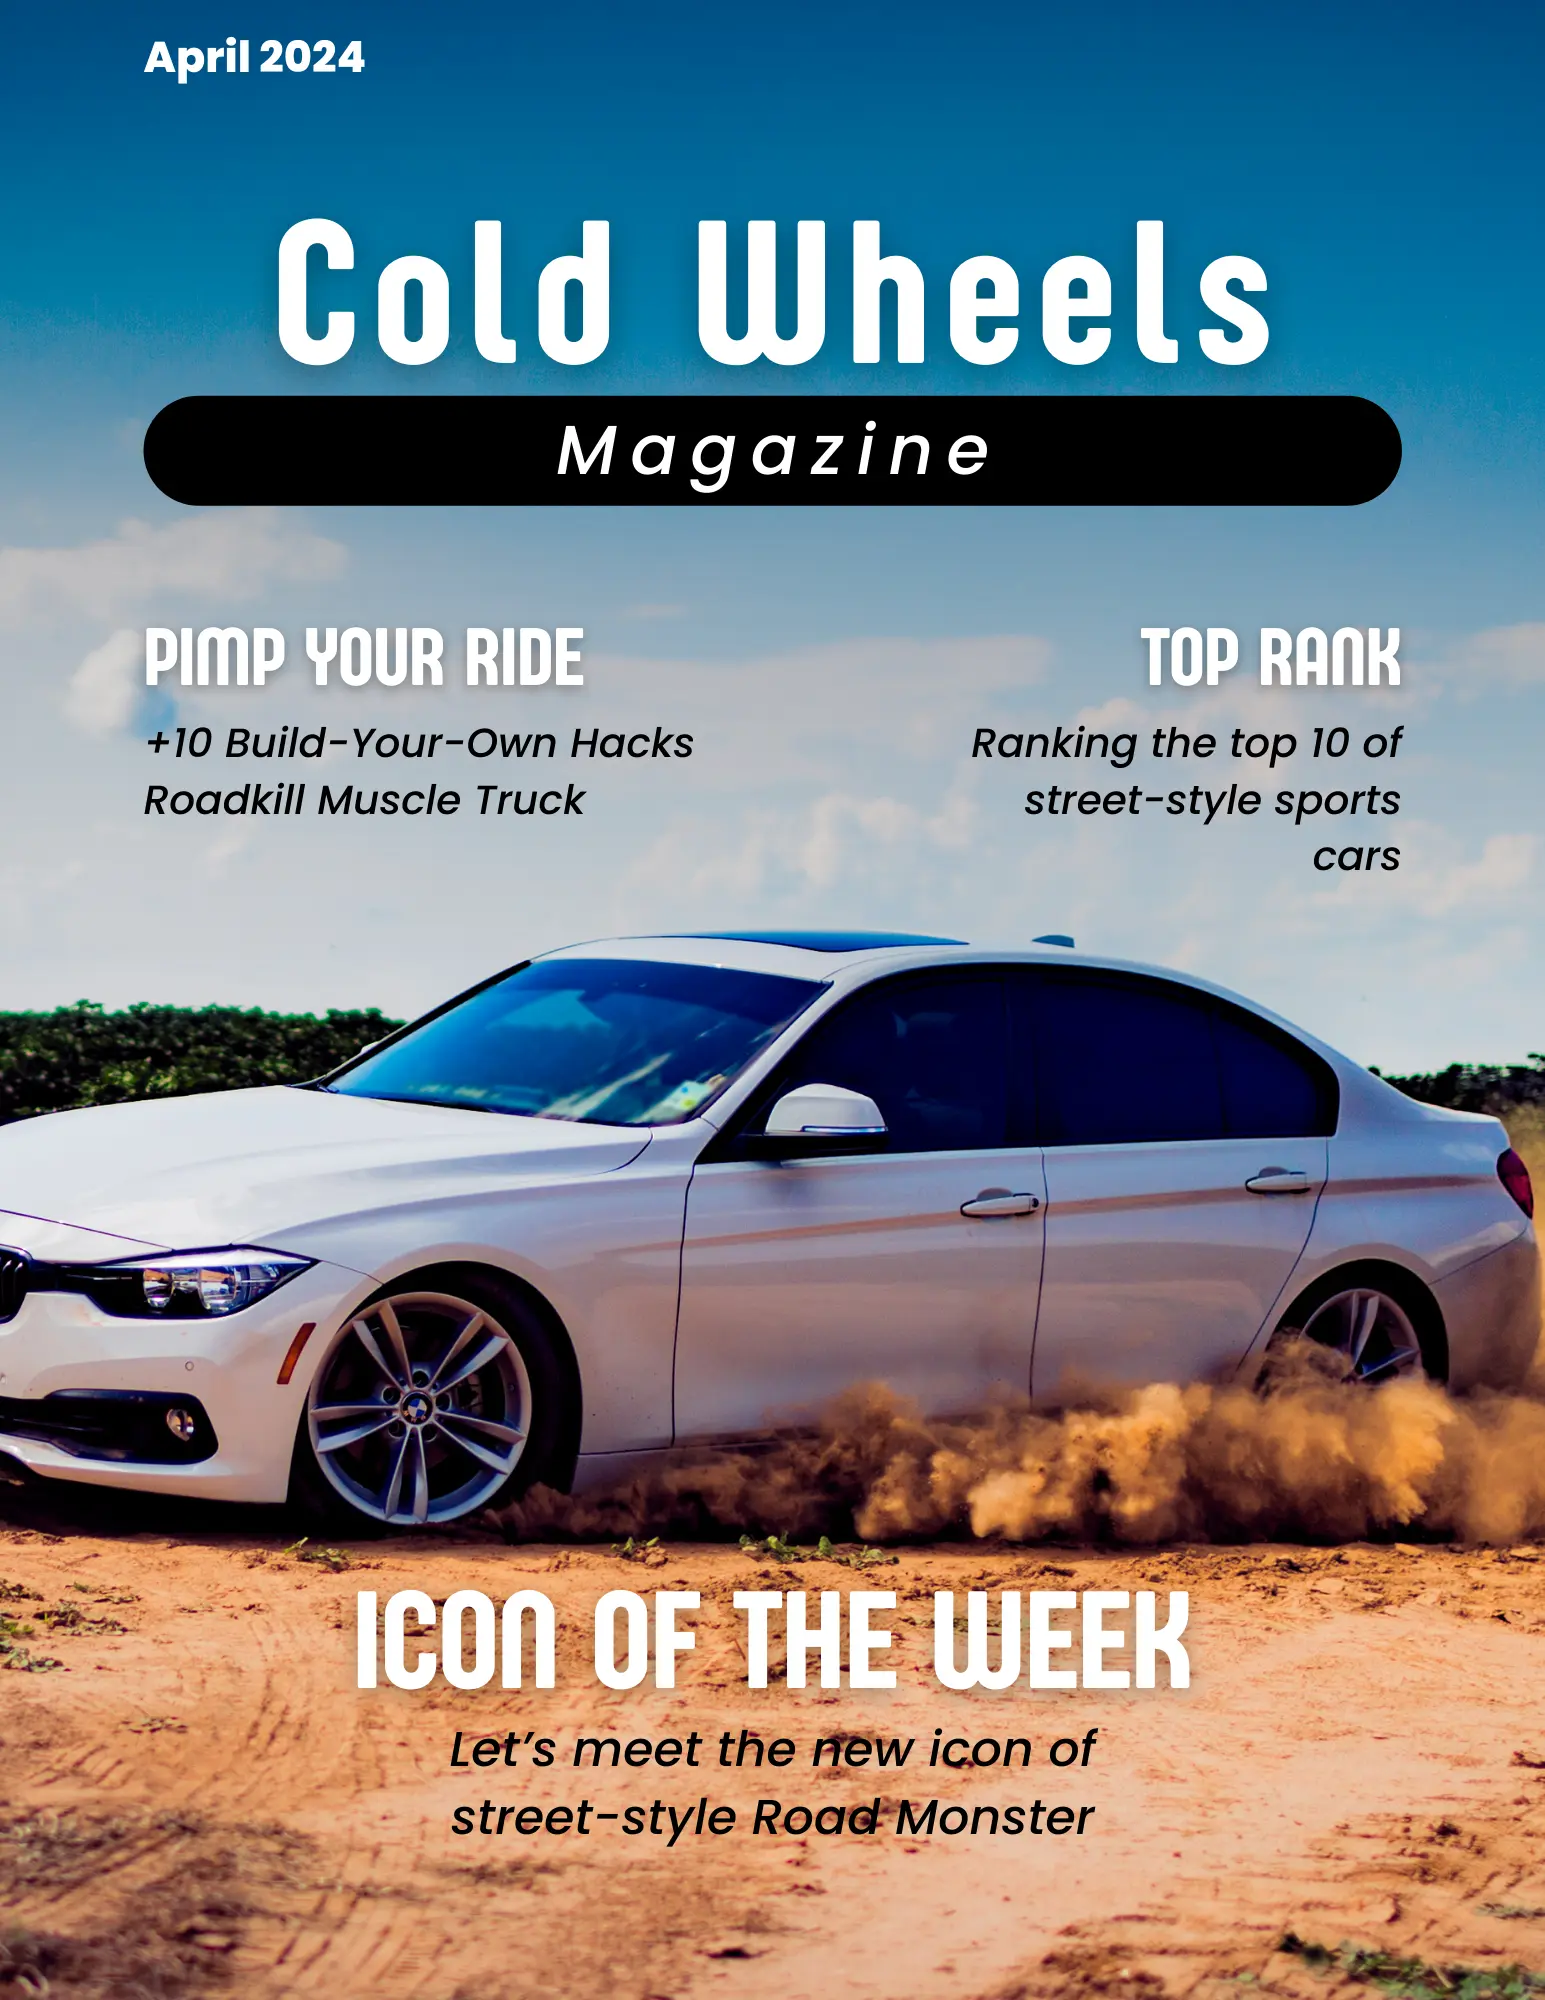 April 2024
Cold Wheels
Magazine
PIMP YOUR RIDE
+10 Build-Your-Own Hacks
Roadkill Muscle Truck
TOP RANK
Ranking the top 10 of
street-style sports
cars
ICON OF THE WEEK
Let’s meet the new icon of
street-style Road Monster